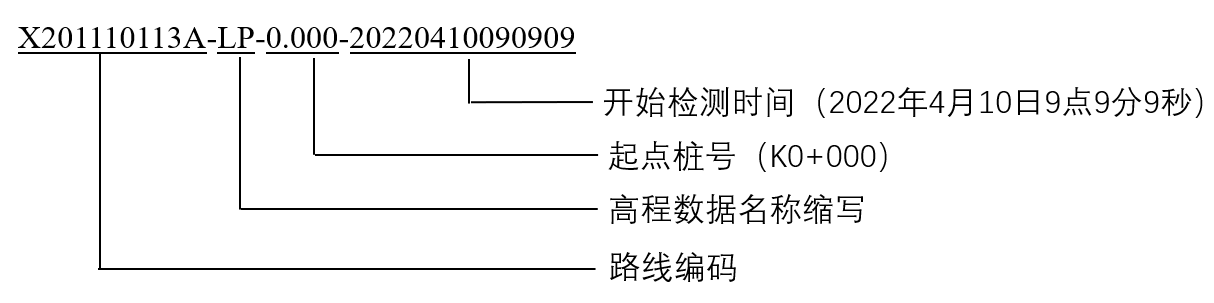 X201110113A-LP-0.000-20220410090909
开始检测时间（2022年4月10日9点9分9秒）
起点桩号（K0+000）
高程数据名称缩写
路线编码